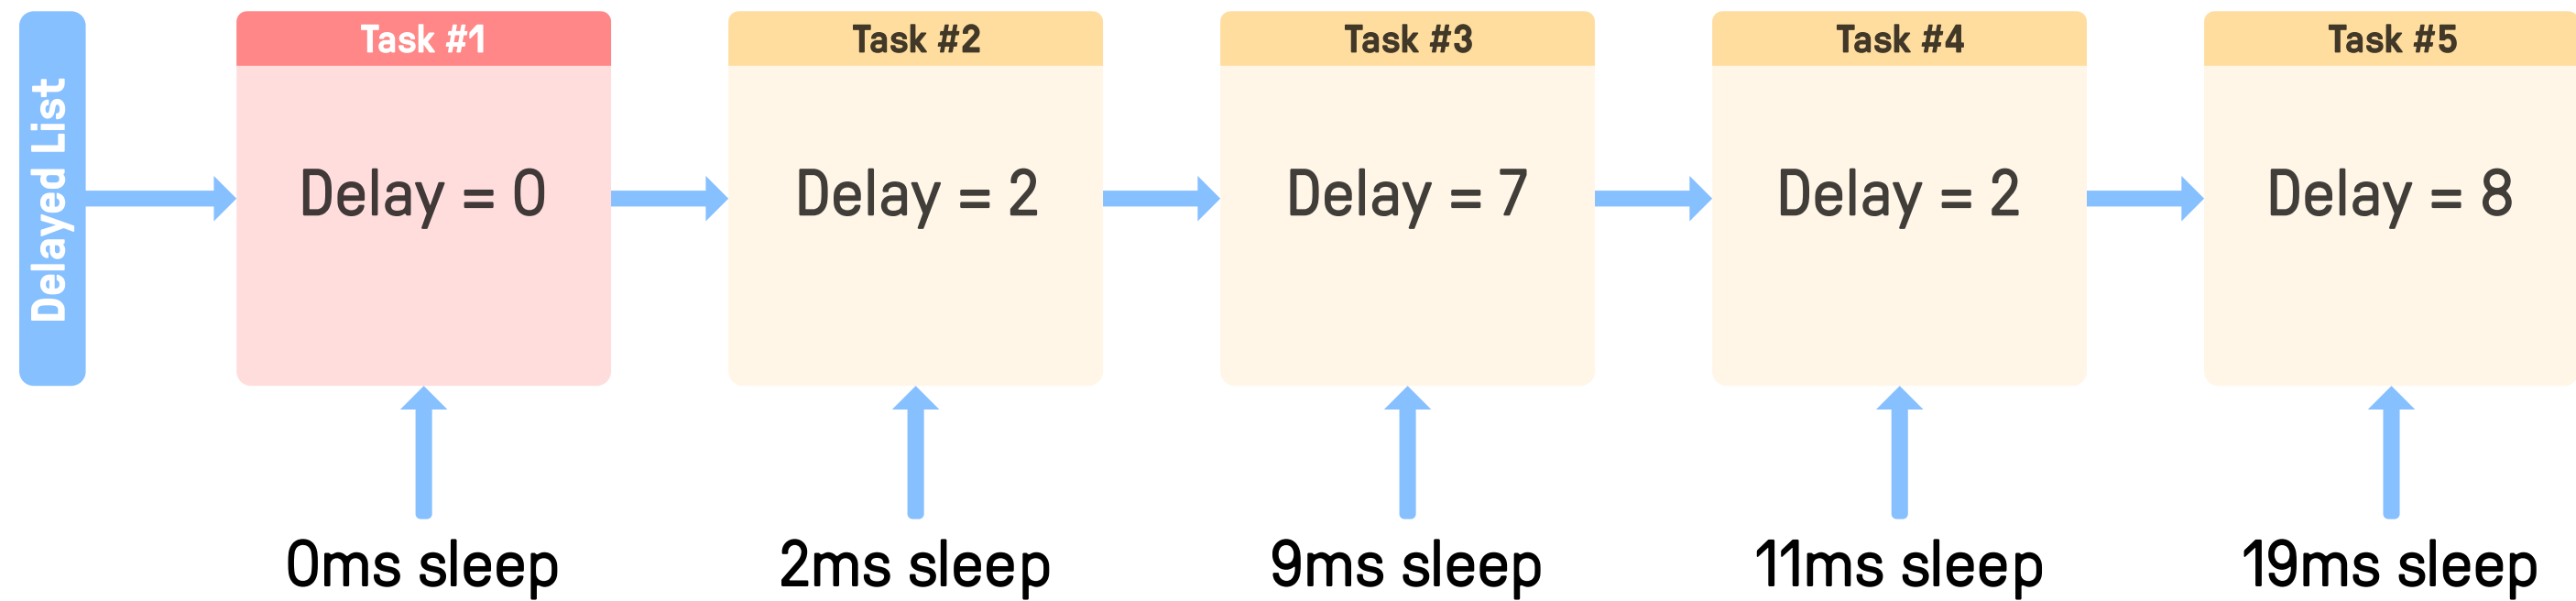 Delayed List
Task #1
Delay = 0
0ms sleep
Task #2
Delay = 2
2ms sleep
Task #3
Delay = 7
9ms sleep
Task #4
Delay = 2
11ms sleep
Task #5
Delay = 8
19ms sleep